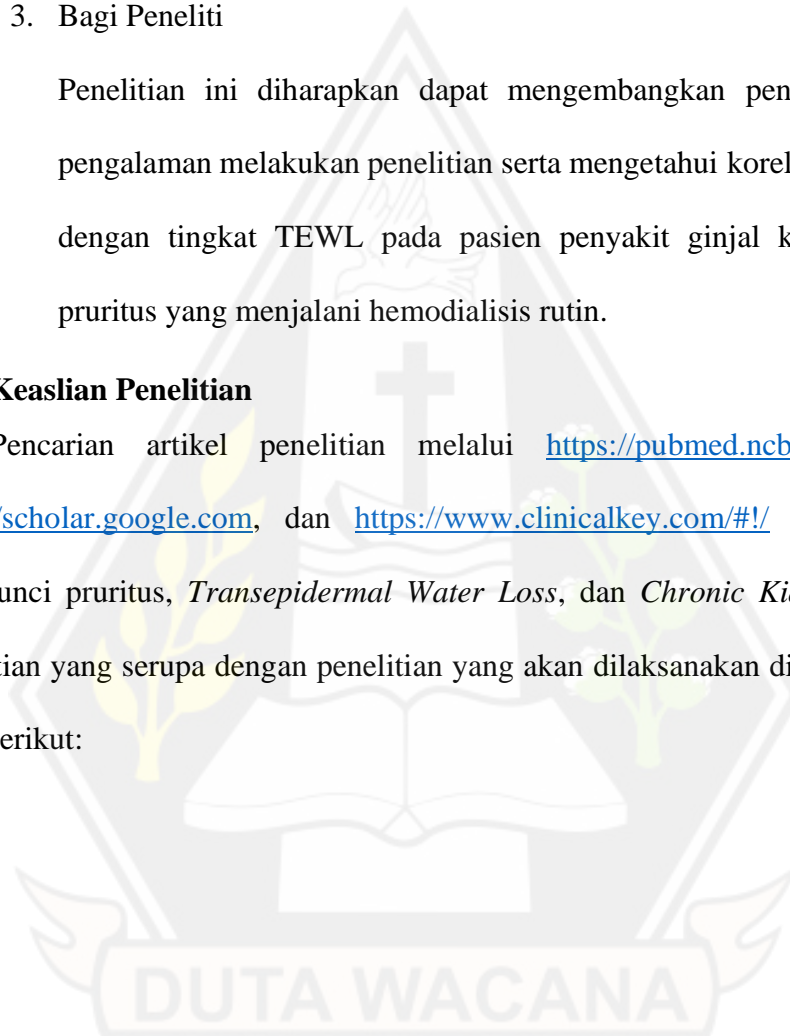 3. Bagi Peneliti
Penelitian ini diharapkan dapat mengembangkan pen
pengalaman melakukan penelitian serta mengetahui korel
dengan tingkat TEWL pada pasien penyakit ginjal k
pruritus yang menjalani hemodialisis rutin.
Keaslian Penelitian
Pencarian artikel penelitian melalui https://pubmed.ncb
/scholar.google.com, dan https://www.clinicalkey.com/#!/
unci pruritus, Transepidermal Water Loss, dan Chronic Ki
tian yang serupa dengan penelitian yang akan dilaksanakan di
erikut:
DUTA WACANA